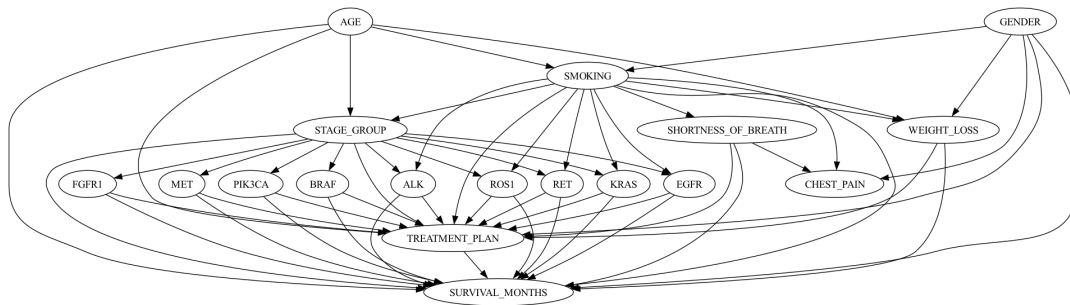 AGE
GENDER
SMOKING
STAGE_GROUP
SHORTNESS_OF_BREATH
WEIGHT_LOSS
FGFR1
MET
PIK3CA
BRAF
ALK
ROS1
RET
KRAS
EGFR
CHEST_PAIN
TREATMENT_PLAN
SURVIVAL_MONTHS